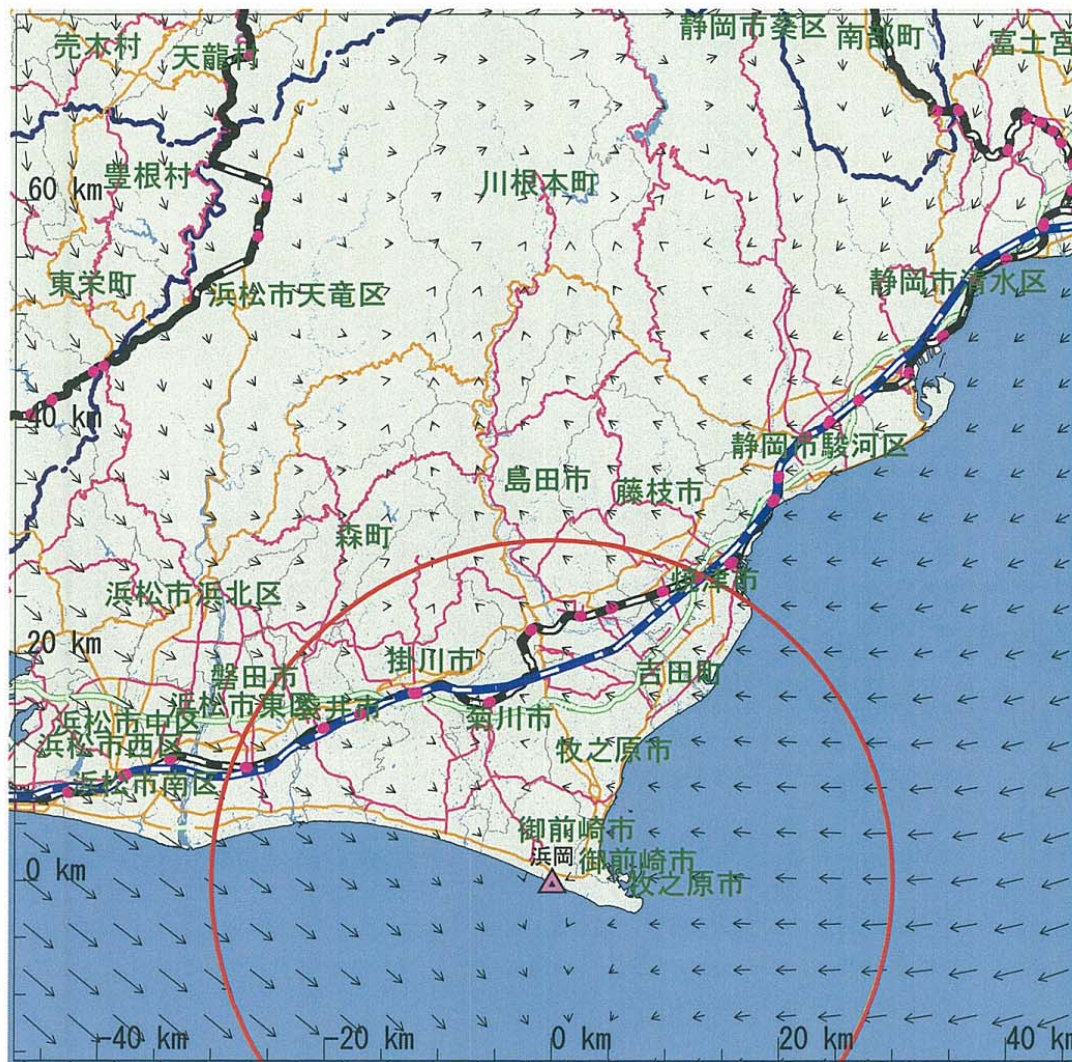 売木村
天龍村
静岡市葵区
南部町
富士宮
豊根村
60 km
川根本町
東栄町
浜松市天竜区
静岡市清水区
40 km
静岡市駿河区
島田市
藤枝市
森町
浜松市浜北区
焼津市
20 km
掛川市
磐田市
吉田町
浜松市東区
袋井市
菊川市
浜松市中区
浜松市西区
牧之原市
浜松市南区
御前崎市
浜岡
御前崎市
0 km
牧之原市
-40 km
-20 km
0 km
20 km
40 km